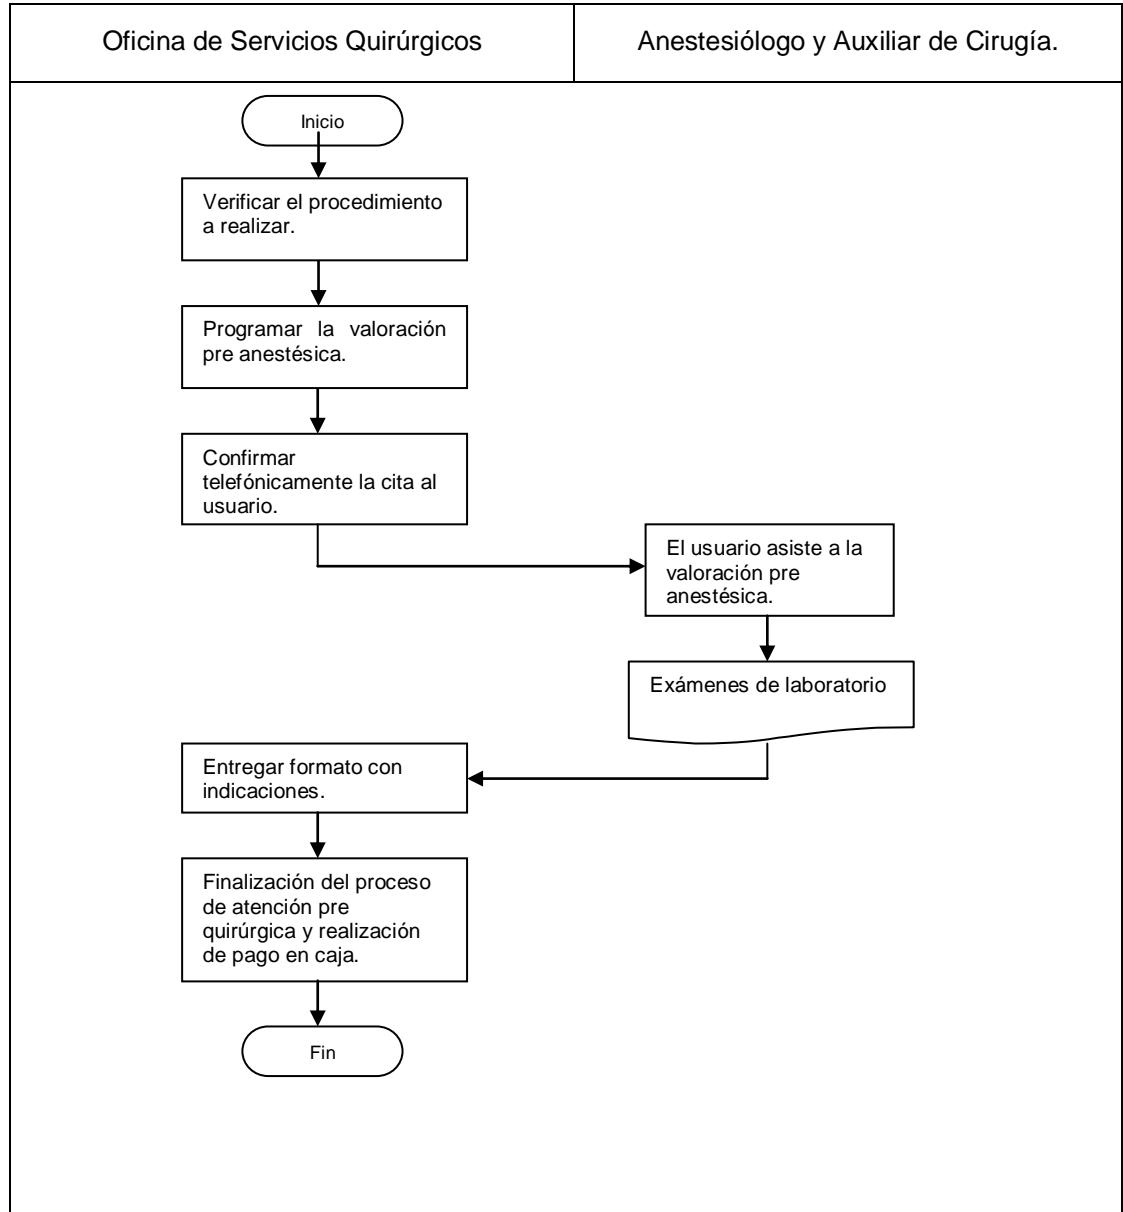 Oficina de Servicios Quirúrgicos
Anestesiólogo y Auxiliar de Cirugía.
Inicio
Verificar el procedimiento
a realizar.
Programar la valoración
pre anestésica.
Confirmar
telefónicamente la cita al
usuario.
El usuario asiste a la
valoración pre
anestésica.
Exámenes de laboratorio
Entregar formato con
indicaciones.
Finalización del proceso
de atención pre
quirúrgica y realización
de pago en caja.
Fin